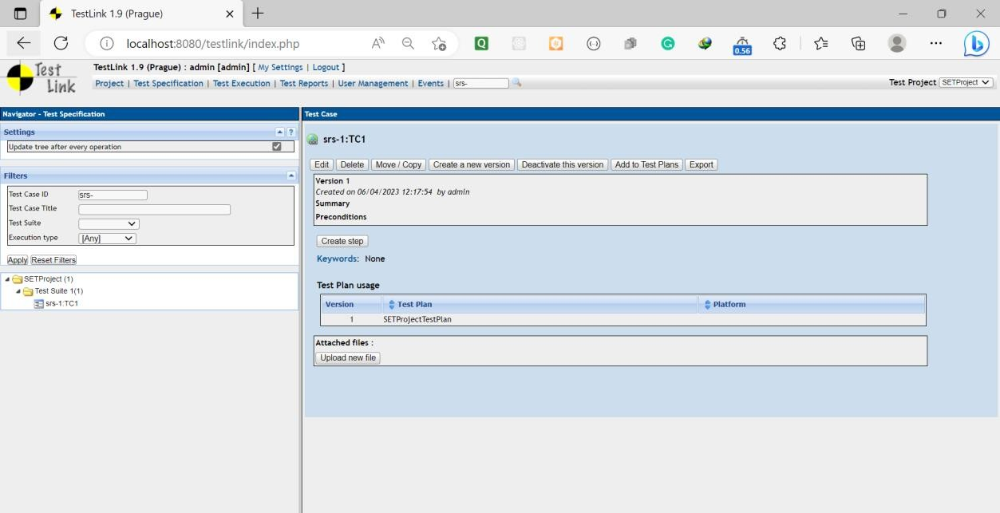 TestLink 1.9 (Prague)
localhost:8080/testlink/index.php
0.56
Test Link
TestLink 1.9 (Prague) : admin [admin] [ My Settings | Logout ]
Project | Test Specification | Test Execution | Test Reports | User Management | Events | srs-
Test Project SETProject
Navigator - Test Specification
Settings
Update tree after every operation
Filters
Test Case ID srs-
Test Case Title
Test Suite
Execution type [Any]
Apply Reset Filters
SETProject (1)
Test Suite 1(1)
srs-1:TC1
Test Case
srs-1:TC1
Edit Delete Move / Copy Create a new version Deactivate this version Add to Test Plans Export
Version 1
Created on 06/04/2023 12:17:54 by admin
Summary
Preconditions
Create step
Keywords: None
Test Plan usage
Version Test Plan Platform
1 SETProjectTestPlan
Attached files :
Upload new file